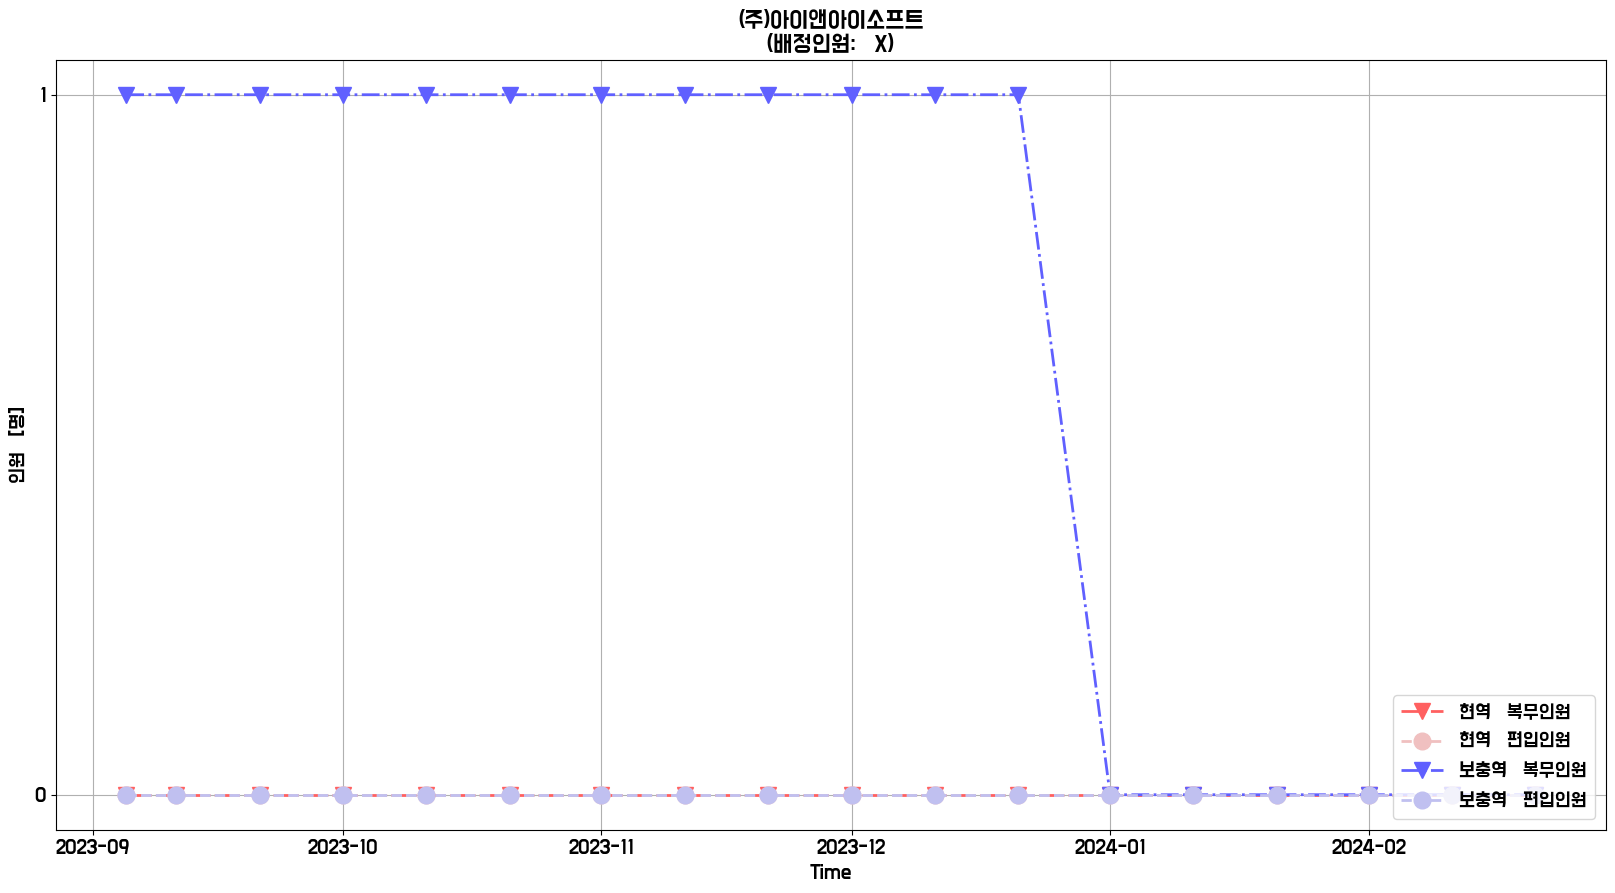 (주)아이앤아이소프트
(배정인원: X)
1
0
인원 [명]
2023-09 2023-10 2023-11 2023-12 2024-01 2024-02
Time
현역 복무인원
현역 편입인원
보충역 복무인원
보충역 편입인원